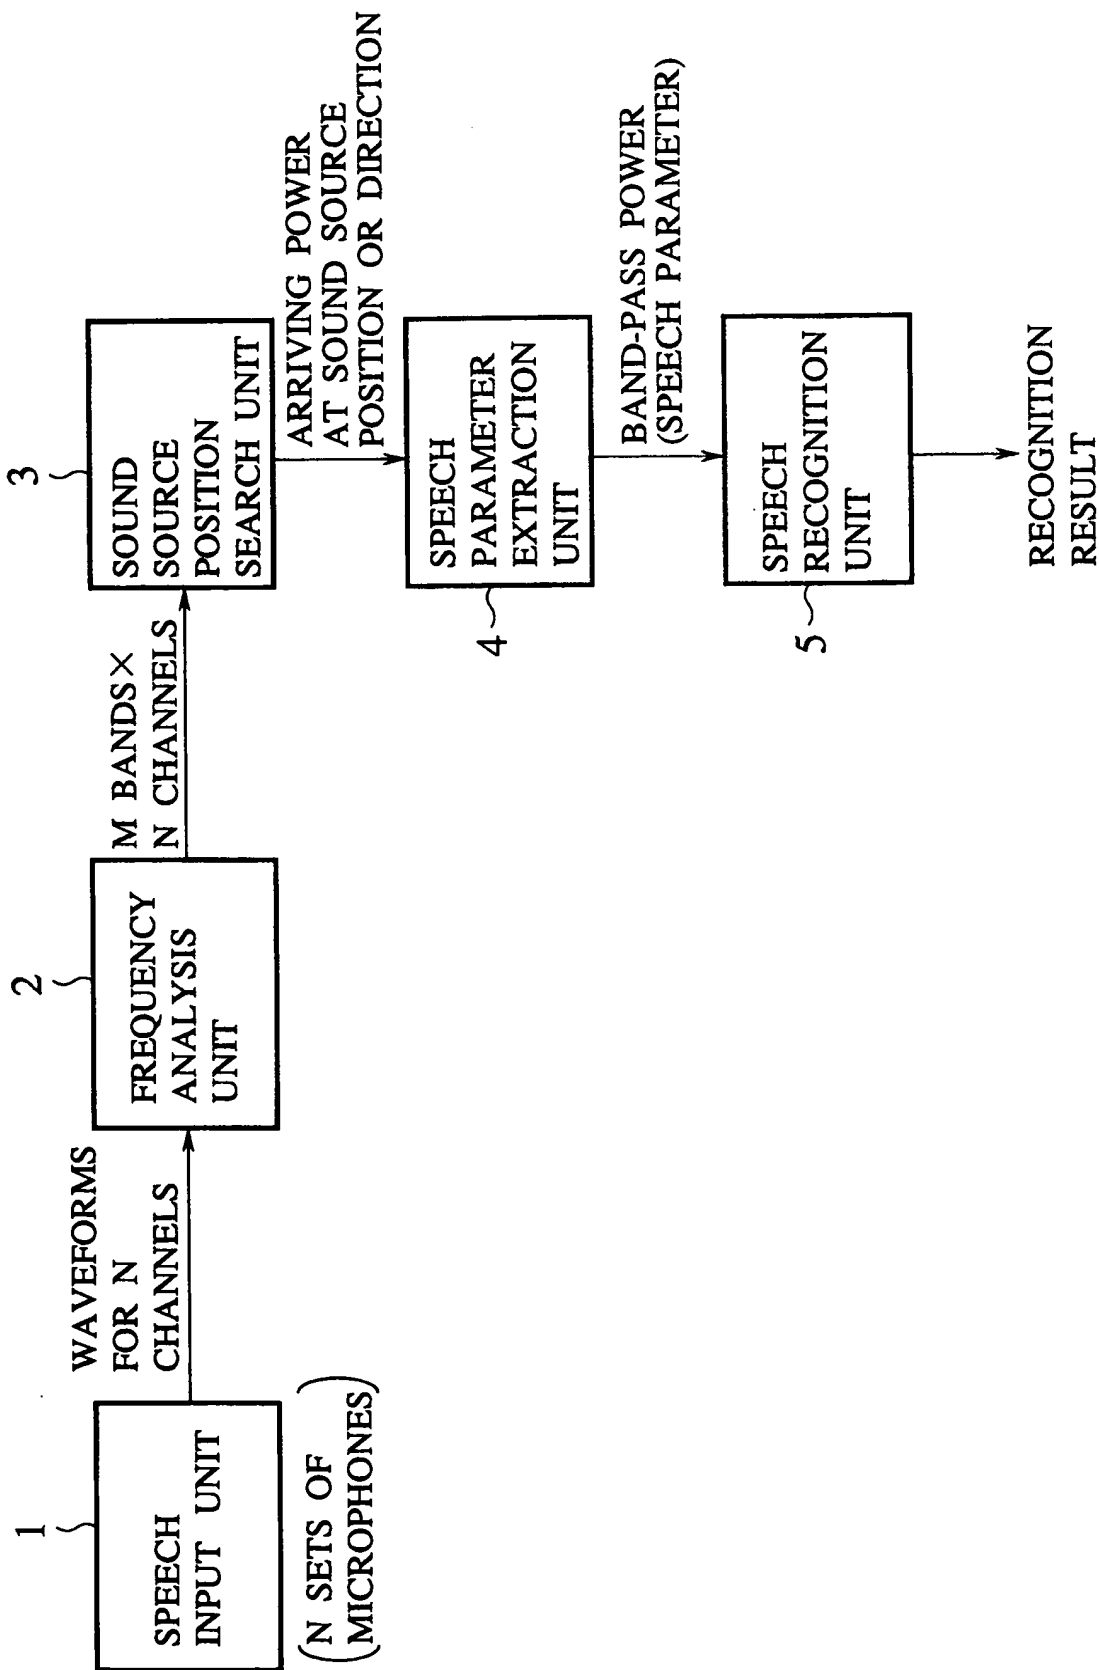 1
SPEECH
INPUT UNIT
(N SETS OF
MICROPHONES)
WAVEFORMS
FOR N
CHANNELS
2
FREQUENCY
ANALYSIS
UNIT
M BANDS×
N CHANNELS
3
SOUND
SOURCE
POSITION
SEARCH UNIT
ARRIVING POWER
AT SOUND SOURCE
POSITION OR DIRECTION
4
SPEECH
PARAMETER
EXTRACTION
UNIT
BAND-PASS POWER
(SPEECH PARAMETER)
5
SPEECH
RECOGNITION
UNIT
RECOGNITION
RESULT